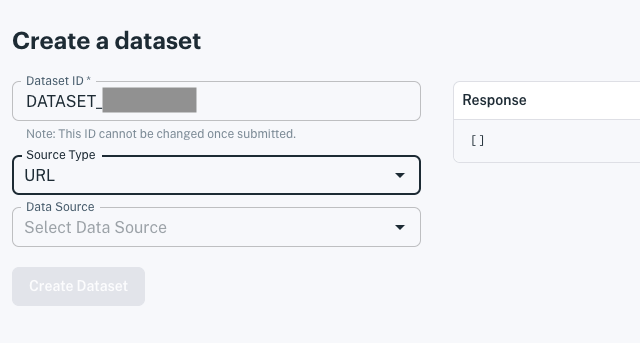 Create a dataset
Dataset ID *
DATASET_
Note: This ID cannot be changed once submitted.
Source Type
URL
Data Source
Select Data Source
Create Dataset
Response
[]